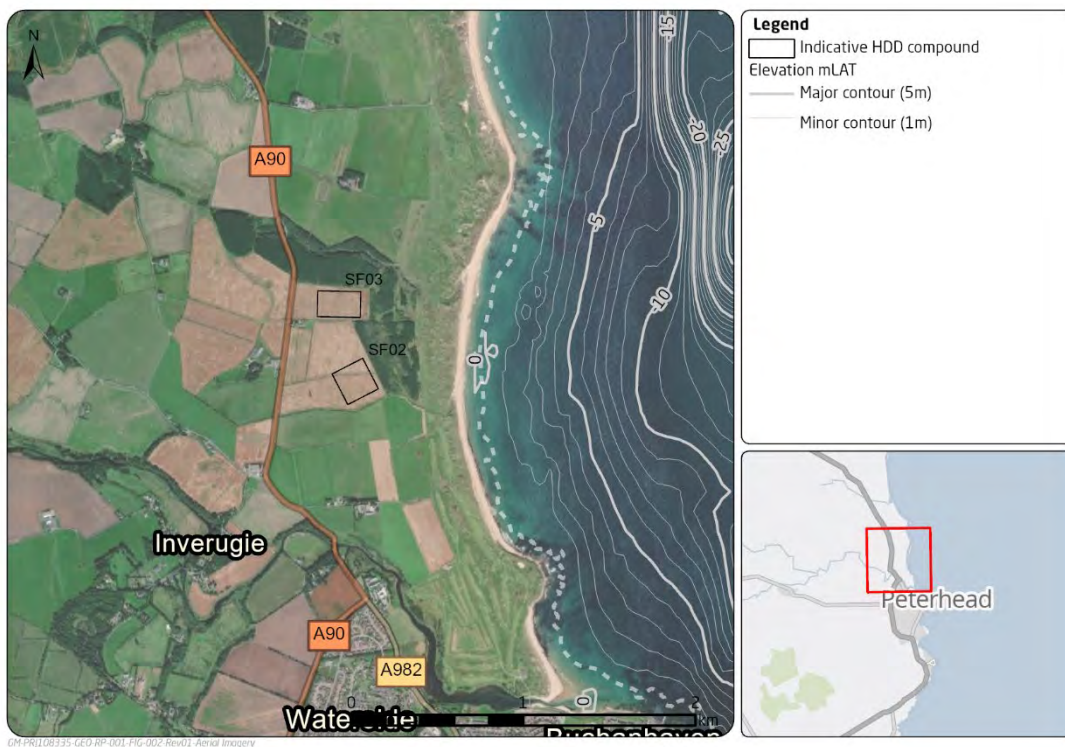 N
A90
SF03
SF02
Inverugie
A90
A982
Waterside
Buchanhaven
0
1
2
km
0
0
-5
-10
-15
-20
-25
Legend
Indicative HDD compound
Elevation mLAT
Major contour (5m)
Minor contour (1m)
Peterhead
GM-PRJ108335-GEO-RP-001-FIG-002-Rev01-Aerial Imagery